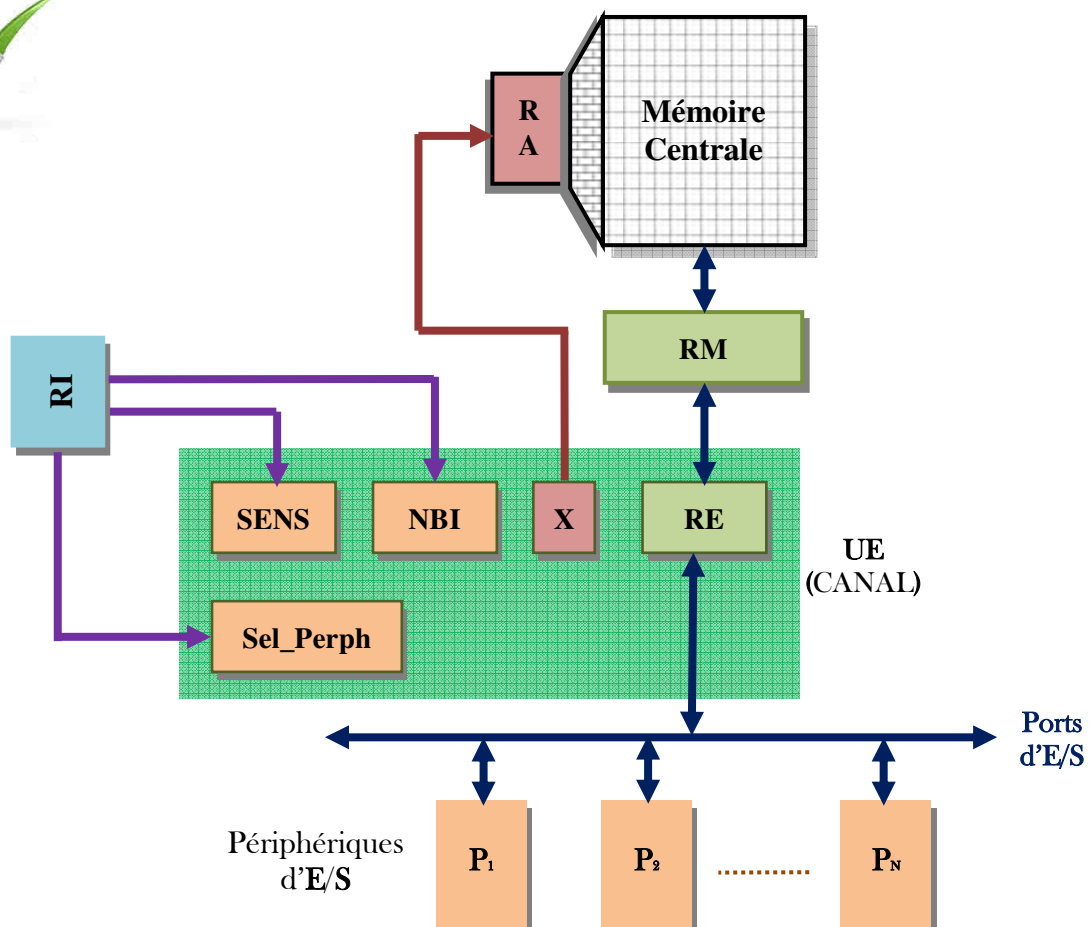 R
A
Mémoire
Centrale
RM
RI
SENS
NBI
X
RE
UE
(CANAL)
Sel_Perph
Ports
d’E/S
Périphériques
d’E/S
P₁
P₂
..............
Pₙ